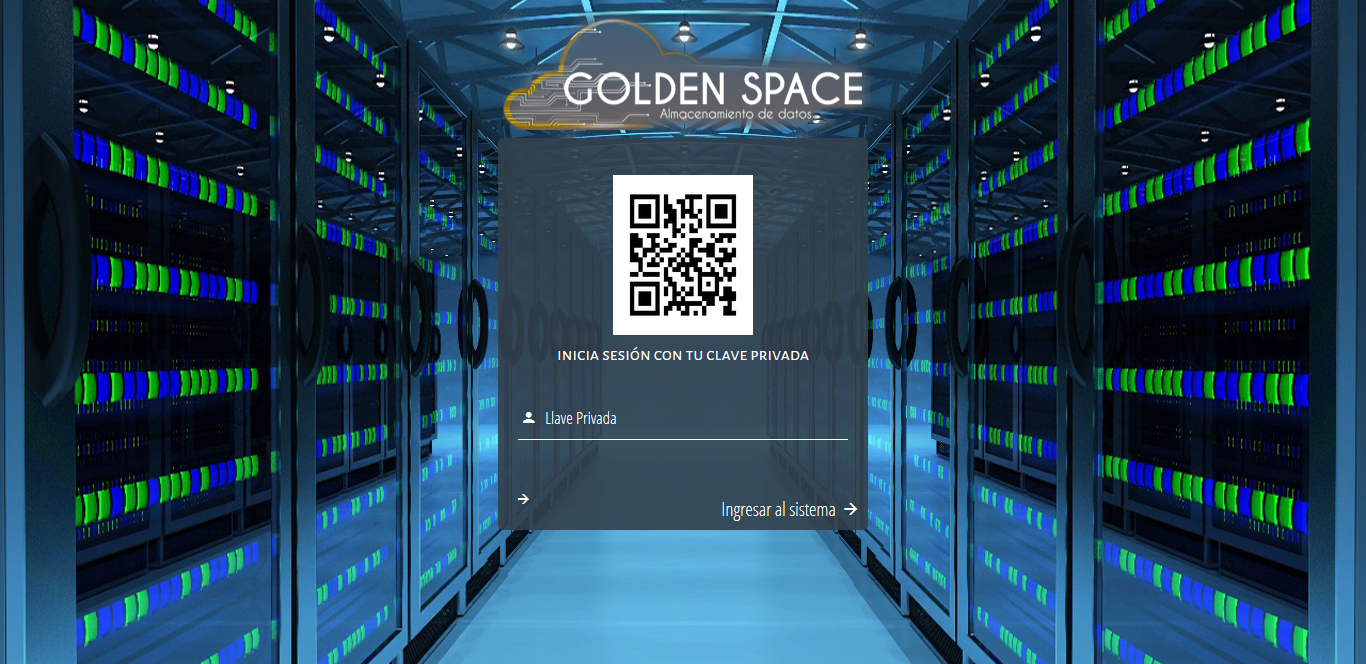 GOLDEN SPACE
Almacenamiento de datos
INICIA SESIÓN CON TU CLAVE PRIVADA
Llave Privada
Ingresar al sistema